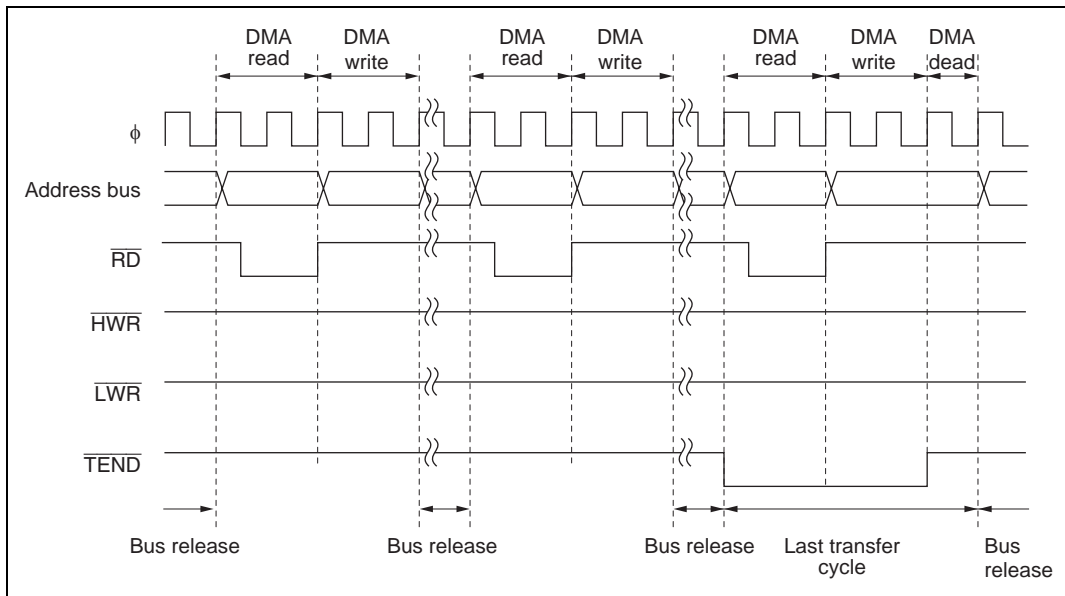 DMA read
DMA write
DMA read
DMA write
DMA read
DMA write
DMA dead
ϕ
Address bus
RD
HWR
LWR
TEND
Bus release
Bus release
Bus release
Last transfer cycle
Bus release